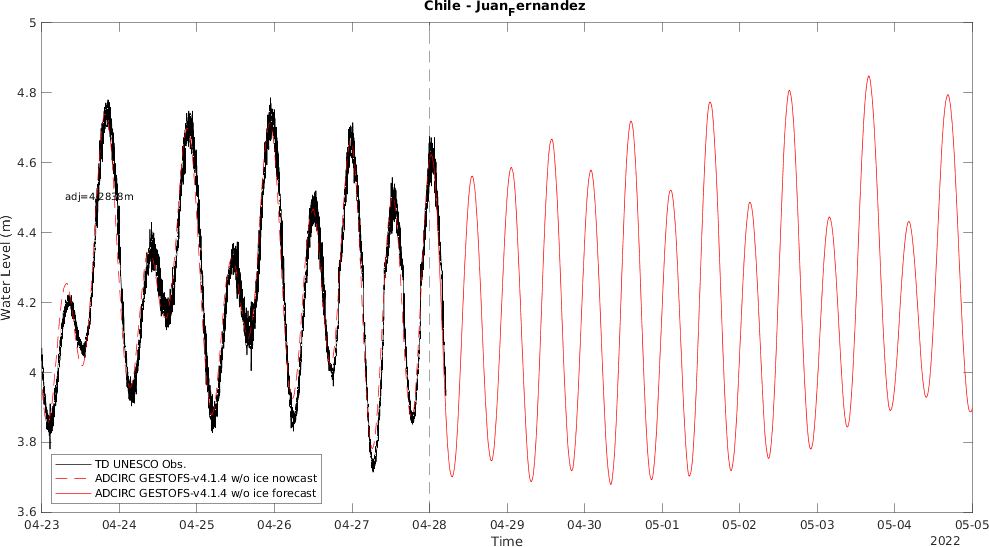 Chile - JuanFernandez
5
4.8
4.6
4.4
4.2
4
3.8
3.6
Water Level (m)
adj=4.2838m
TD UNESCO Obs.
ADCIRC GESTOFS-v4.1.4 w/o ice nowcast
ADCIRC GESTOFS-v4.1.4 w/o ice forecast
04-23 04-24 04-25 04-26 04-27 04-28 04-29 04-30 05-01 05-02 05-03 05-04 05-05
Time
2022